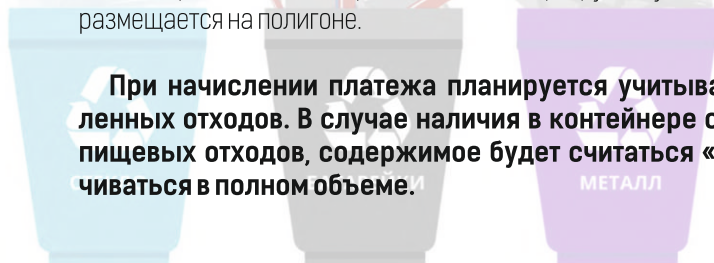 размещается на полигоне.
При начислении платежа планируется учитыва
ленных отходов. В случае наличия в контейнере
пищевых отходов, содержимое будет считаться «
чиваться в полном объеме.
МЕТАЛЛ